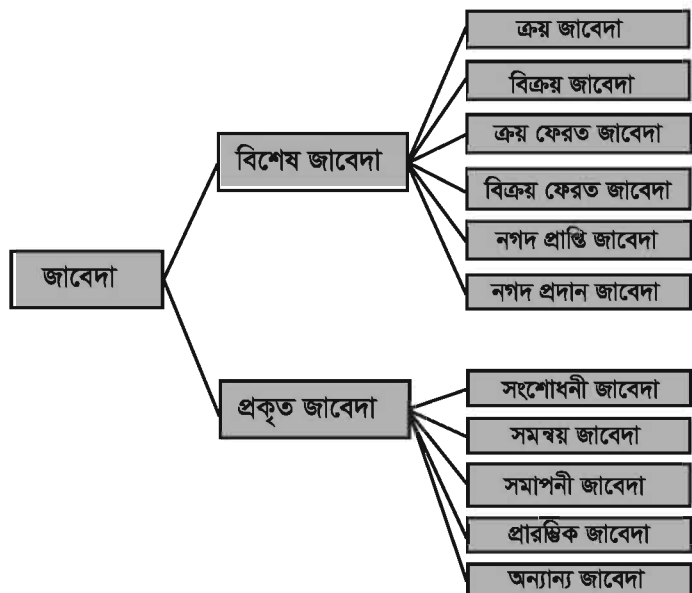 জাবেদা
বিশেষ জাবেদা
ক্রয় জাবেদা
বিক্রয় জাবেদা
ক্রয় ফেরত জাবেদা
বিক্রয় ফেরত জাবেদা
নগদ প্রাপ্তি জাবেদা
নগদ প্রদান জাবেদা
প্রকৃত জাবেদা
সংশোধনী জাবেদা
সমন্বয় জাবেদা
সমাপনী জাবেদা
প্রারম্ভিক জাবেদা
অন্যান্য জাবেদা